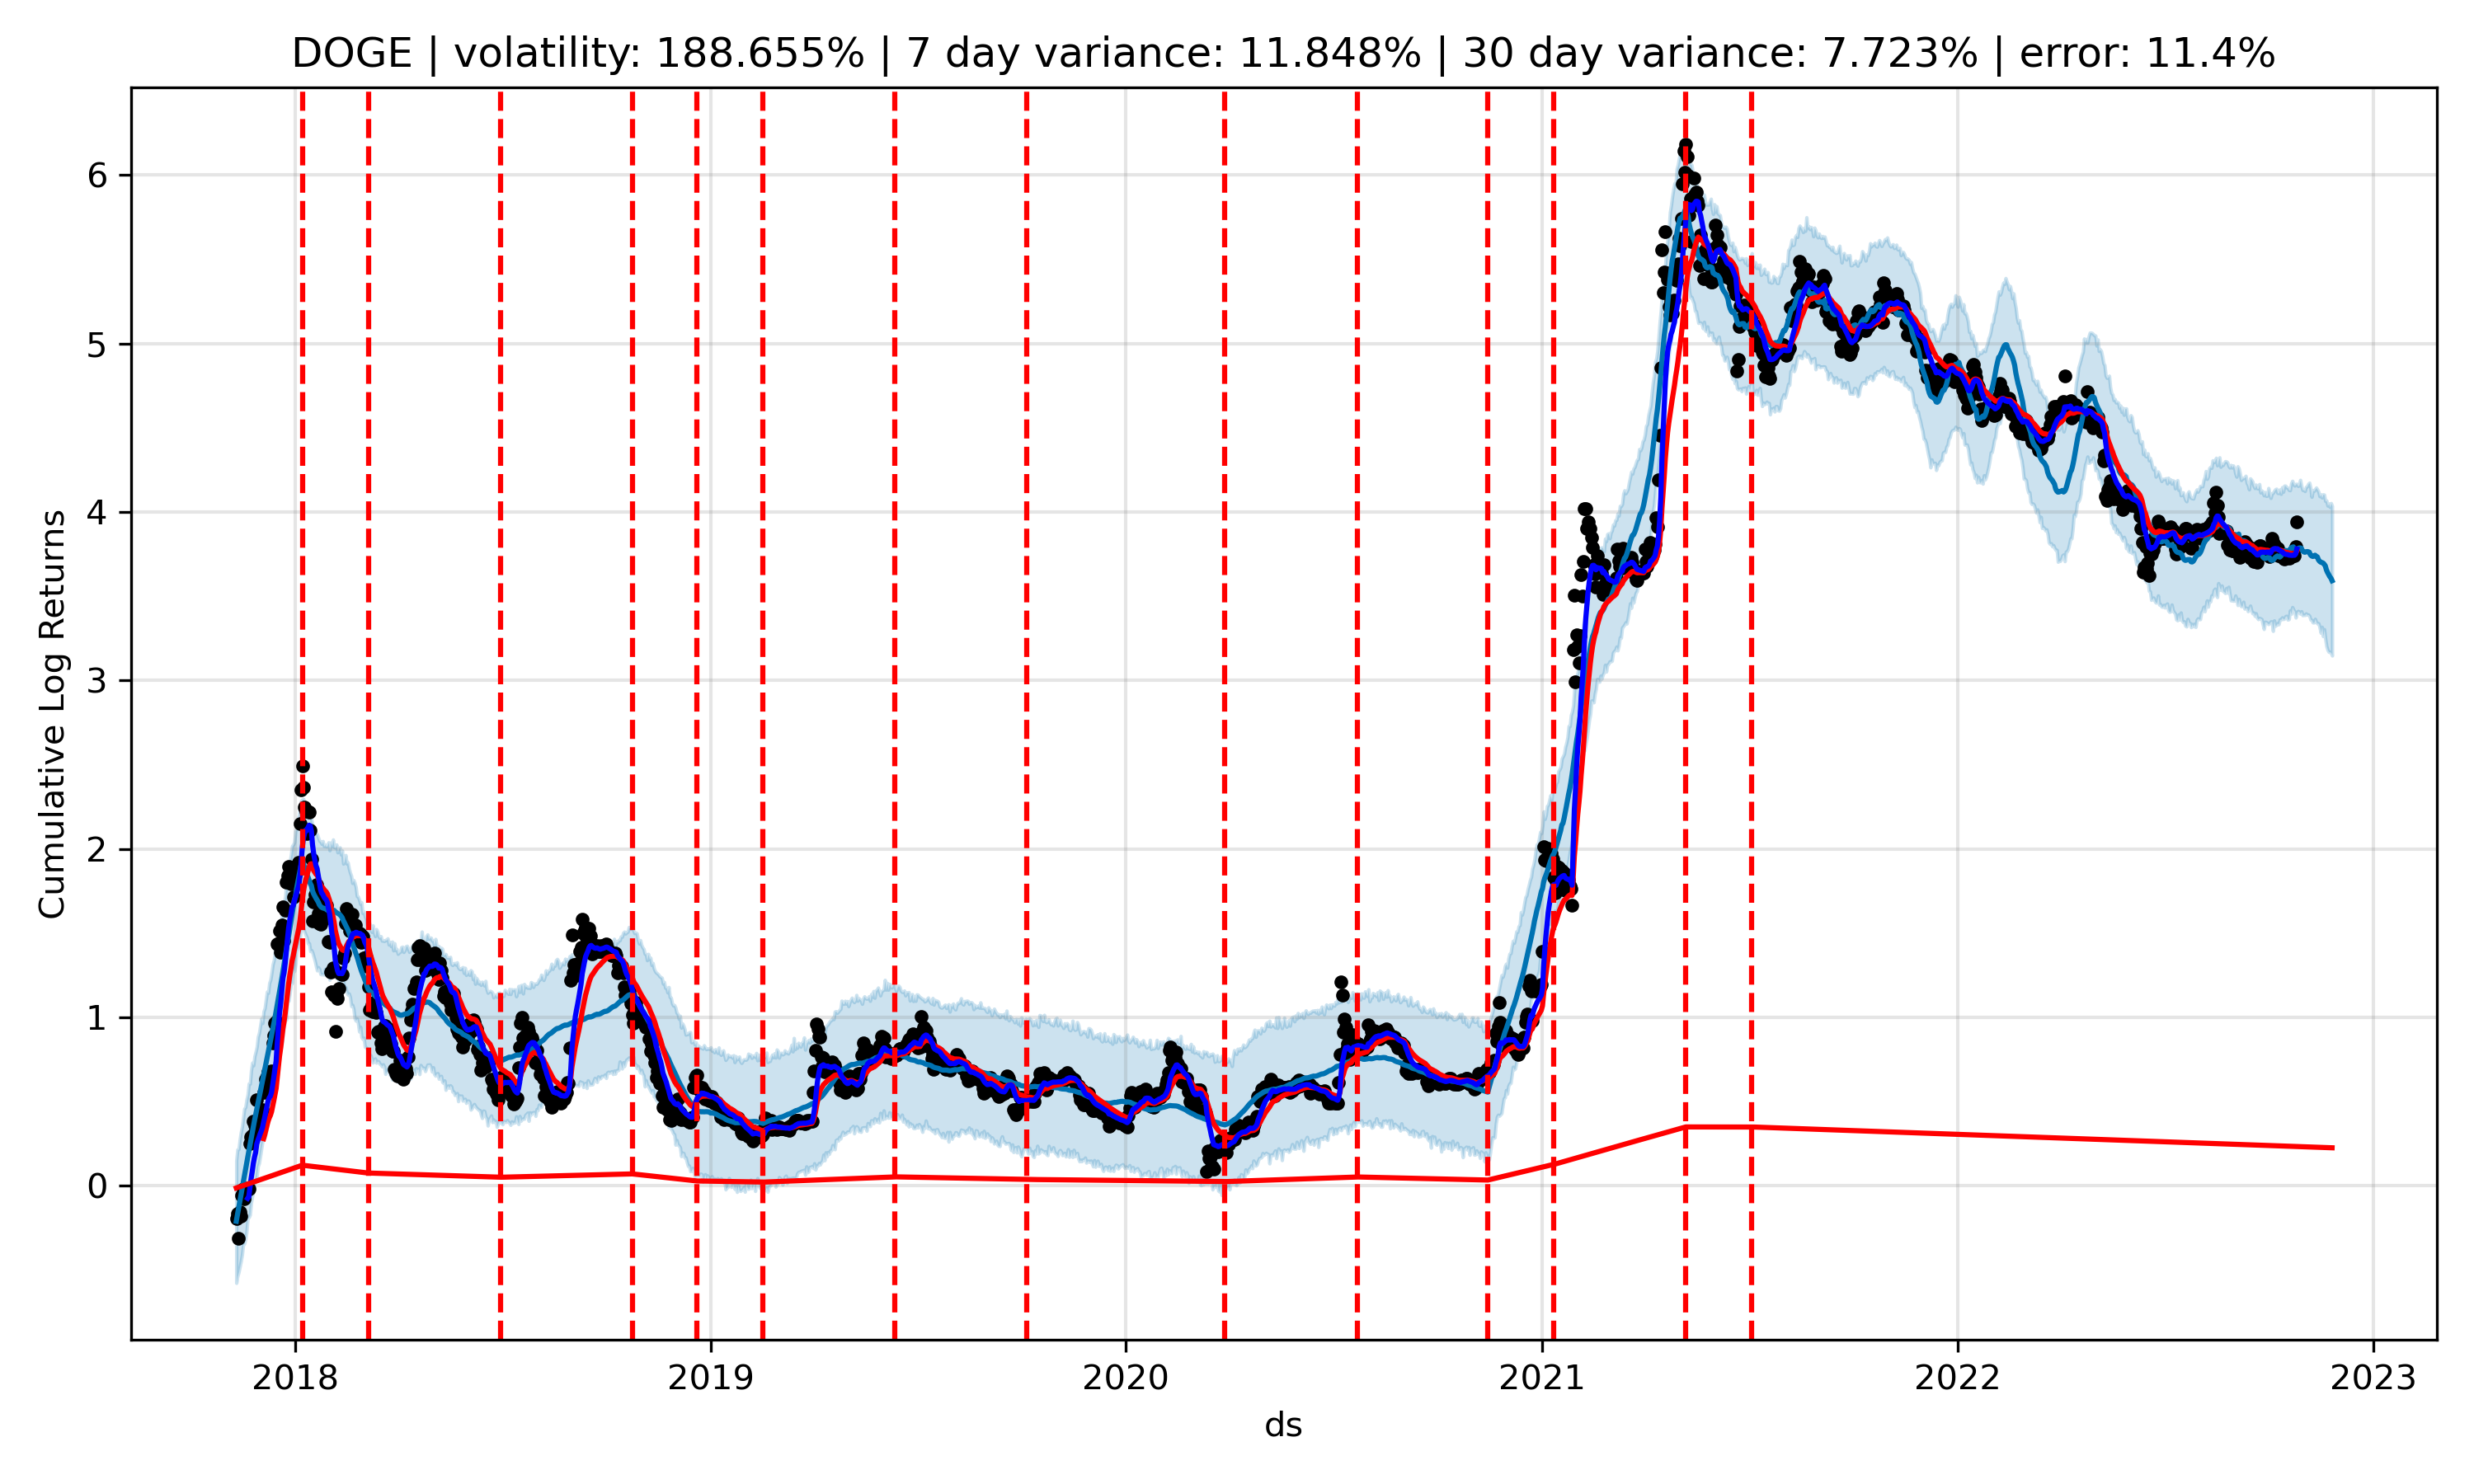 DOGE | volatility: 188.655% | 7 day variance: 11.848% | 30 day variance: 7.723% | error: 11.4%
Cumulative Log Returns
6
5
4
3
2
1
0
2018 2019 2020 2021 2022 2023
ds